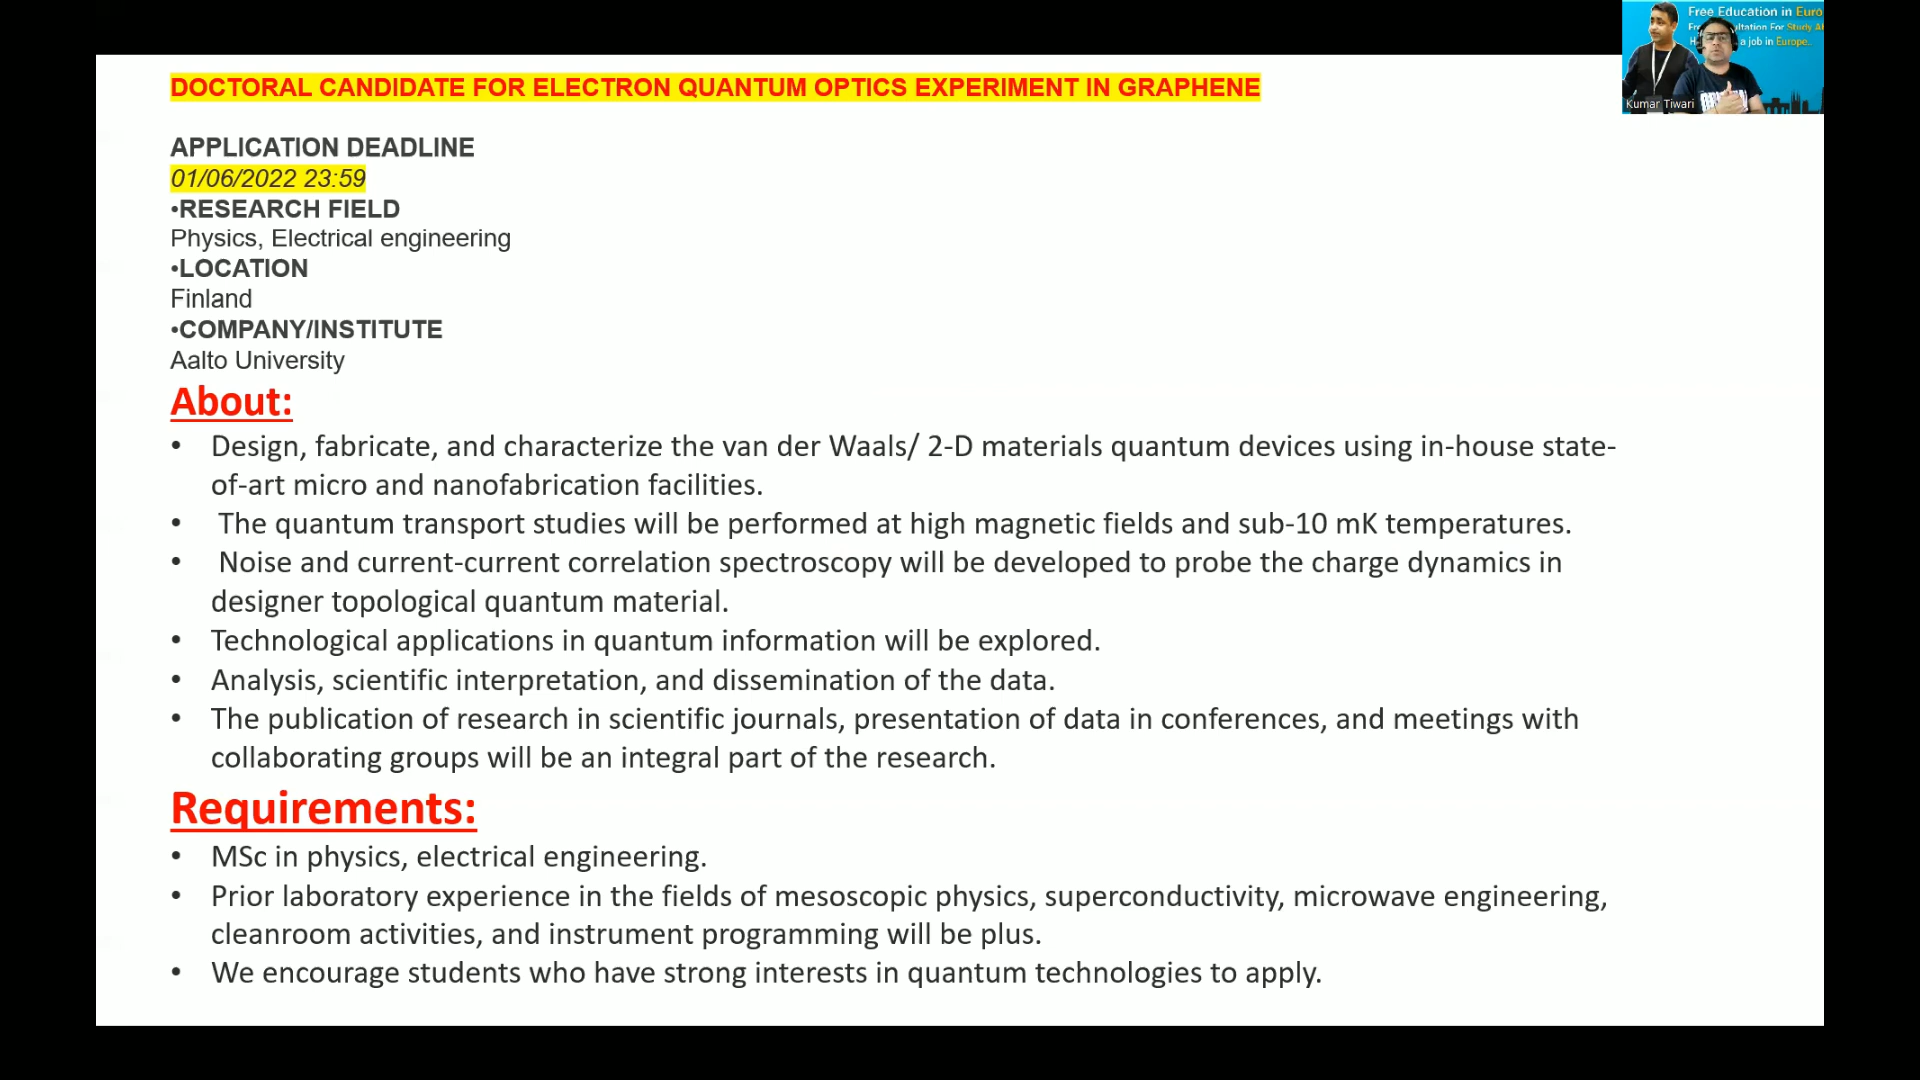 Free Education in Euro
For Study A
a job in Europe.
Kumar Tiwari
DOCTORAL CANDIDATE FOR ELECTRON QUANTUM OPTICS EXPERIMENT IN GRAPHENE
APPLICATION DEADLINE
01/06/2022 23:59
•RESEARCH FIELD
Physics, Electrical engineering
•LOCATION
Finland
•COMPANY/INSTITUTE
Aalto University
About:
• Design, fabricate, and characterize the van der Waals/ 2-D materials quantum devices using in-house state-
of-art micro and nanofabrication facilities.
• The quantum transport studies will be performed at high magnetic fields and sub-10 mK temperatures.
• Noise and current-current correlation spectroscopy will be developed to probe the charge dynamics in
designer topological quantum material.
• Technological applications in quantum information will be explored.
• Analysis, scientific interpretation, and dissemination of the data.
• The publication of research in scientific journals, presentation of data in conferences, and meetings with
collaborating groups will be an integral part of the research.
Requirements:
• MSc in physics, electrical engineering.
• Prior laboratory experience in the fields of mesoscopic physics, superconductivity, microwave engineering,
cleanroom activities, and instrument programming will be plus.
• We encourage students who have strong interests in quantum technologies to apply.